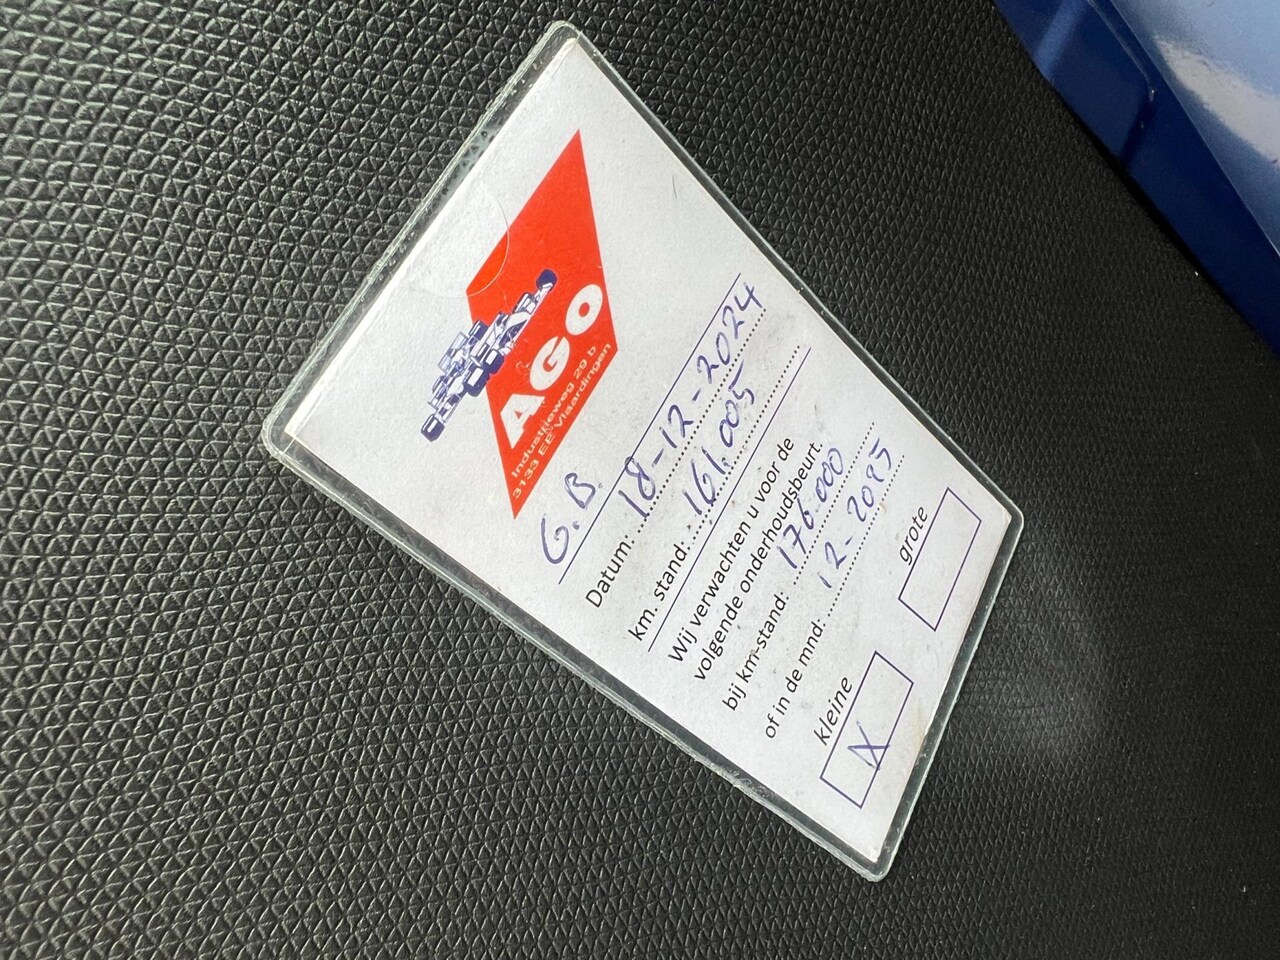 AGO
Industrieweg 29 b
3133 EE Vlaardingen
G.B.
Datum: 18-12-2024
km. stand: 161.005
Wij verwachten u voor de
volgende onderhoudsbeurt.
bij km-stand: 176.000
of in de mnd: 12-2025
kleine grote
X